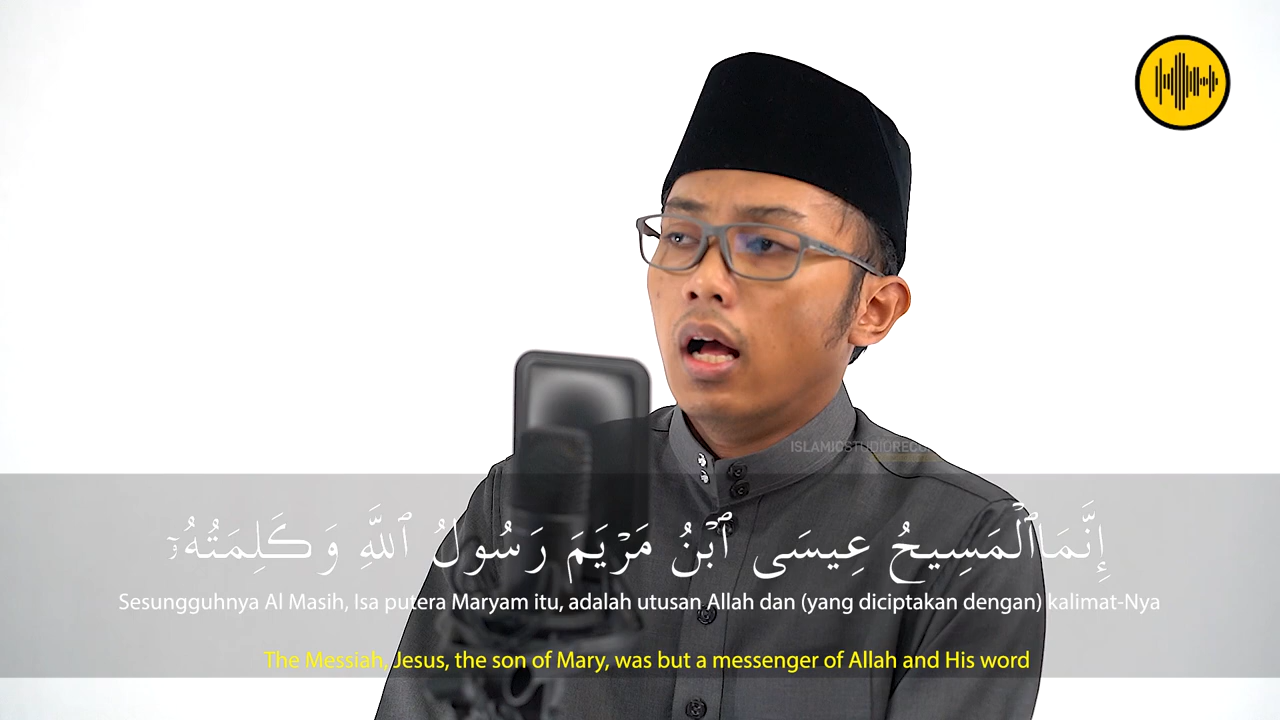 ISLAMICSTUDIORECO
إِنَّمَا ٱلْمَسِيحُ عِيسَى ٱبْنُ مَرْيَمَ رَسُولُ ٱللَّهِ وَكَلِمَتُهُۥٓ
Sesungguhnya Al Masih, Isa putera Maryam itu, adalah utusan Allah dan (yang diciptakan dengan) kalimat-Nya
The Messiah, Jesus, the son of Mary, was but a messenger of Allah and His word